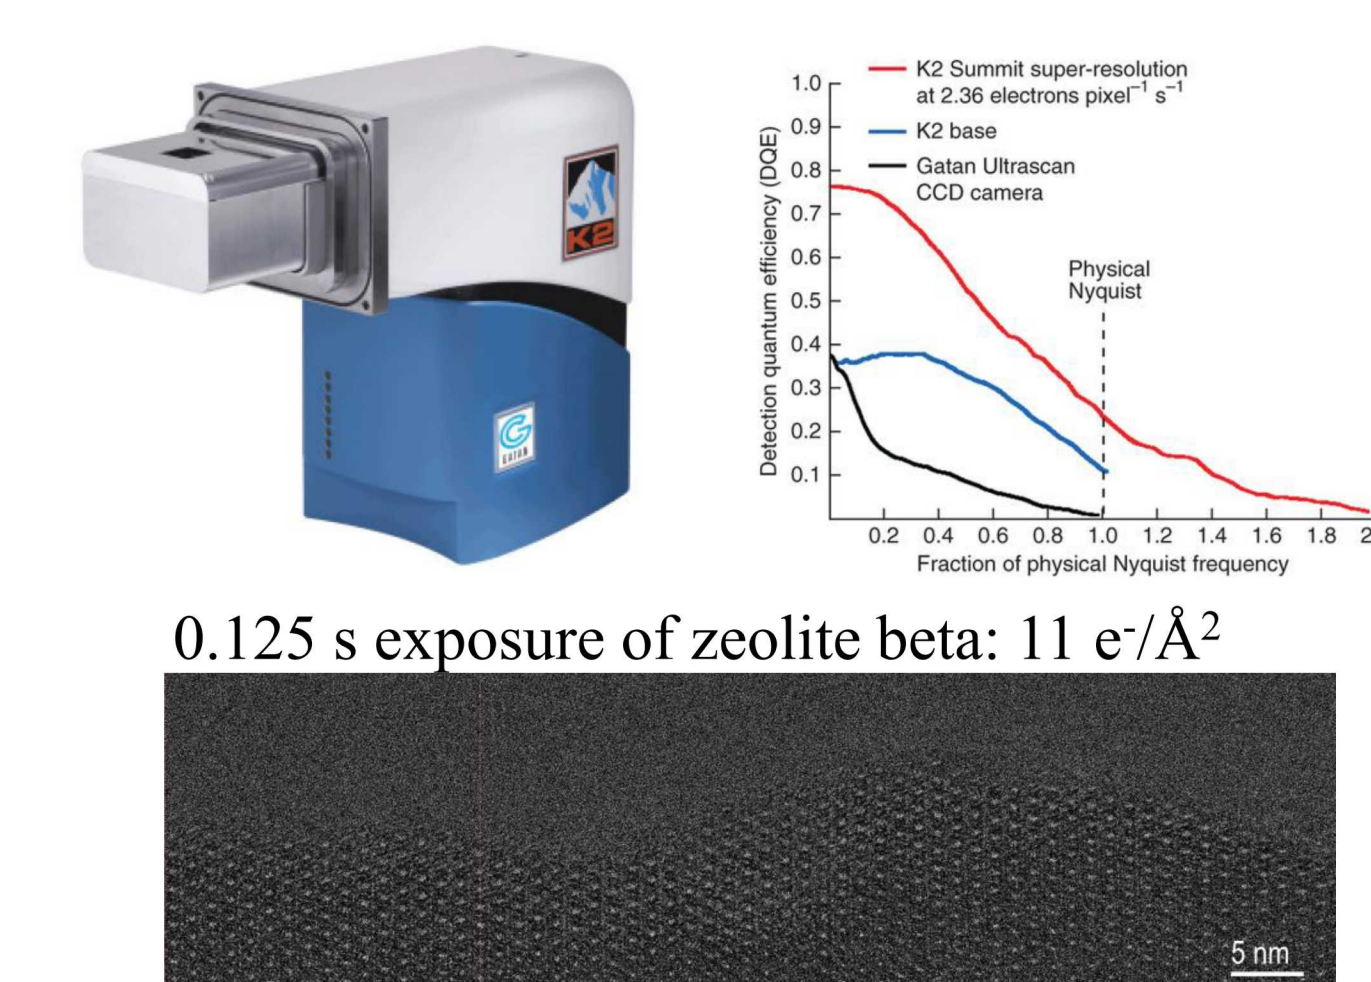 K2
GATAN
K2 Summit super-resolution
at 2.36 electrons pixel⁻¹ s⁻¹
K2 base
Gatan Ultrascan
CCD camera
Detection quantum efficiency (DQE)
1.0
0.9
0.8
0.7
0.6
0.5
0.4
0.3
0.2
0.1
Physical
Nyquist
0.2 0.4 0.6 0.8 1.0 1.2 1.4 1.6 1.8 2
Fraction of physical Nyquist frequency
0.125 s exposure of zeolite beta: 11 e⁻/Å²
5 nm